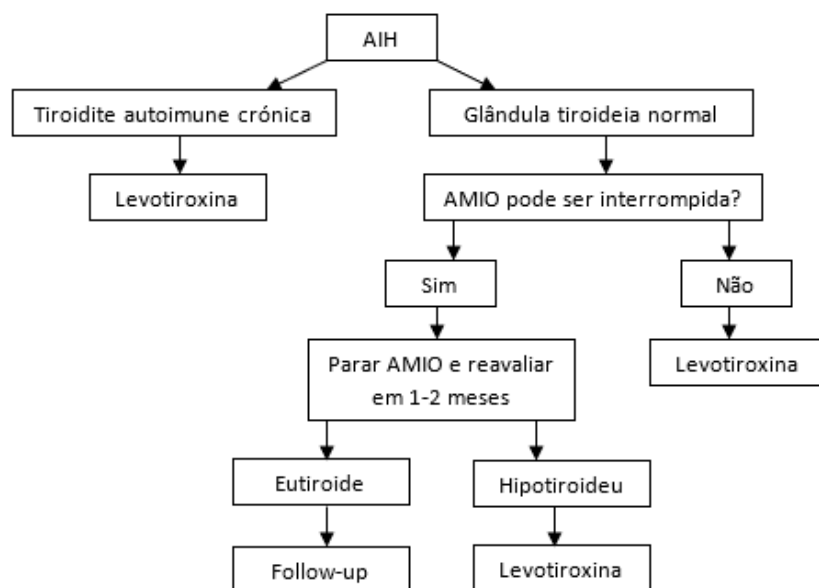 AIH
Tiroidite autoimune crónica
Glândula tiroideia normal
Levotiroxina
AMIO pode ser interrompida?
Sim
Não
Parar AMIO e reavaliar
em 1-2 meses
Levotiroxina
Eutiroide
Hipotiroideu
Follow-up
Levotiroxina